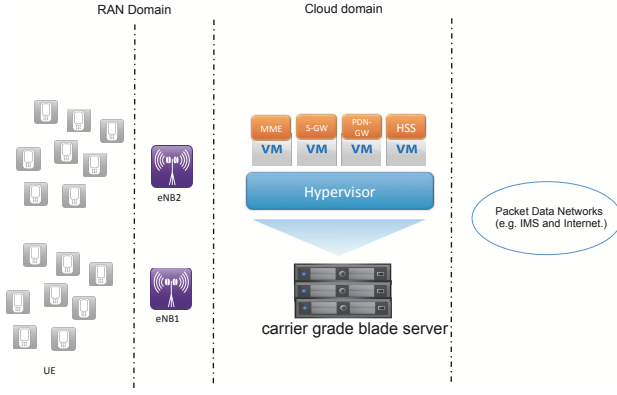 RAN Domain
Cloud domain
MME
S-GW
PDN-
GW
HSS
VM
VM
VM
VM
Hypervisor
eNB2
Packet Data Networks
(e.g. IMS and Internet.)
eNB1
carrier grade blade server
UE